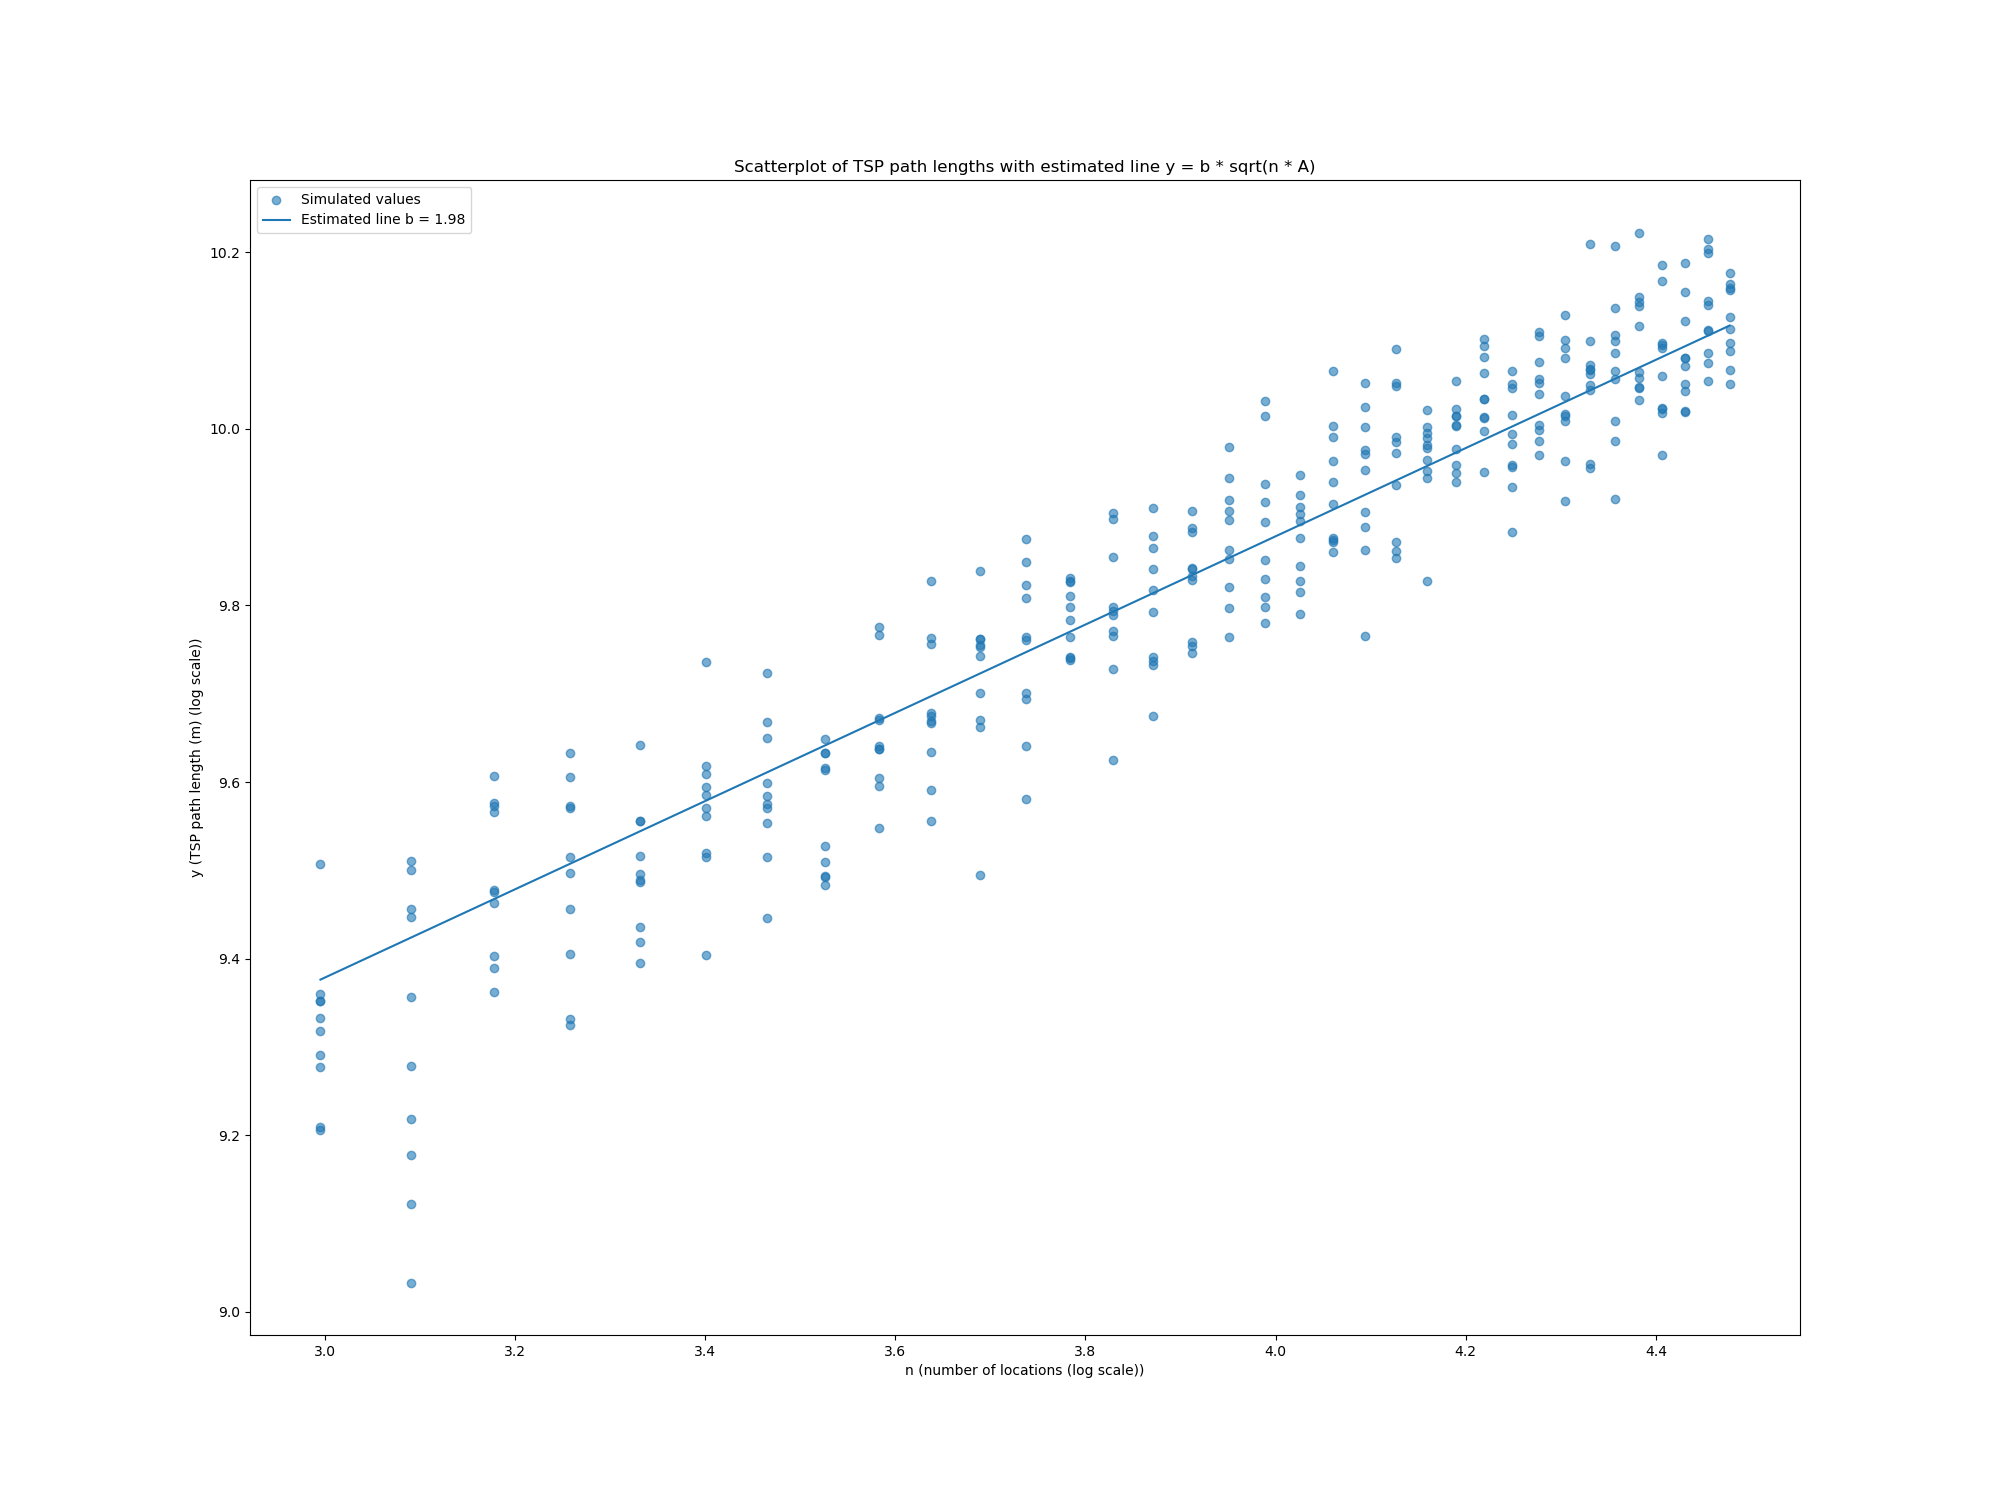 Scatterplot of TSP path lengths with estimated line y = b * sqrt(n * A)
Simulated values
Estimated line b = 1.98
10.2
10.0
9.8
9.6
9.4
9.2
9.0
y (TSP path length (m) (log scale))
3.0 3.2 3.4 3.6 3.8 4.0 4.2 4.4
n (number of locations (log scale))